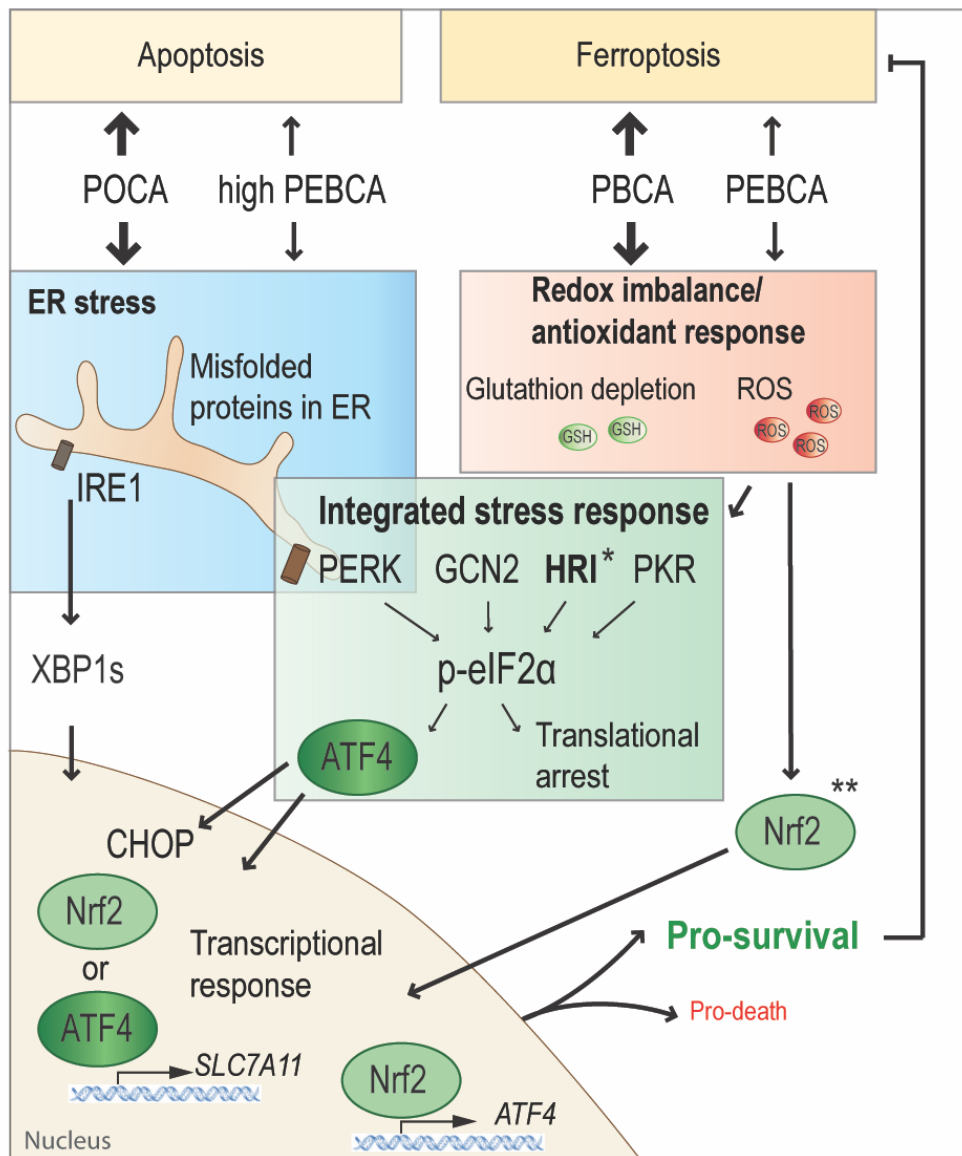 Apoptosis
Ferroptosis
POCA
high PEBCA
PBCA
PEBCA
ER stress
Misfolded
proteins in ER
IRE1
Redox imbalance/
antioxidant response
Glutathion depletion
ROS
GSH
GSH
ROS
ROS
ROS
Integrated stress response
PERK GCN2 HRI* PKR
p-eIF2α
ATF4
Translational
arrest
XBP1s
Nrf2**
CHOP
Nrf2
or
ATF4
SLC7A11
Transcriptional
response
Pro-survival
Pro-death
Nrf2
ATF4
Nucleus